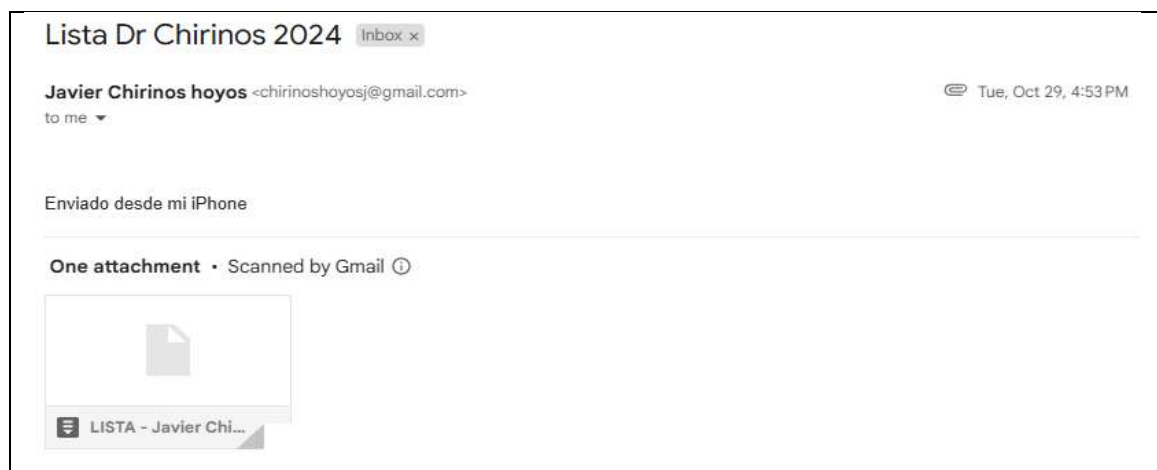 Lista Dr Chirinos 2024 Inbox ×
Javier Chirinos hoyos <chirinoshoyosj@gmail.com> Tue, Oct 29, 4:53 PM
to me
Enviado desde mi iPhone
One attachment • Scanned by Gmail
LISTA - Javier Chi...